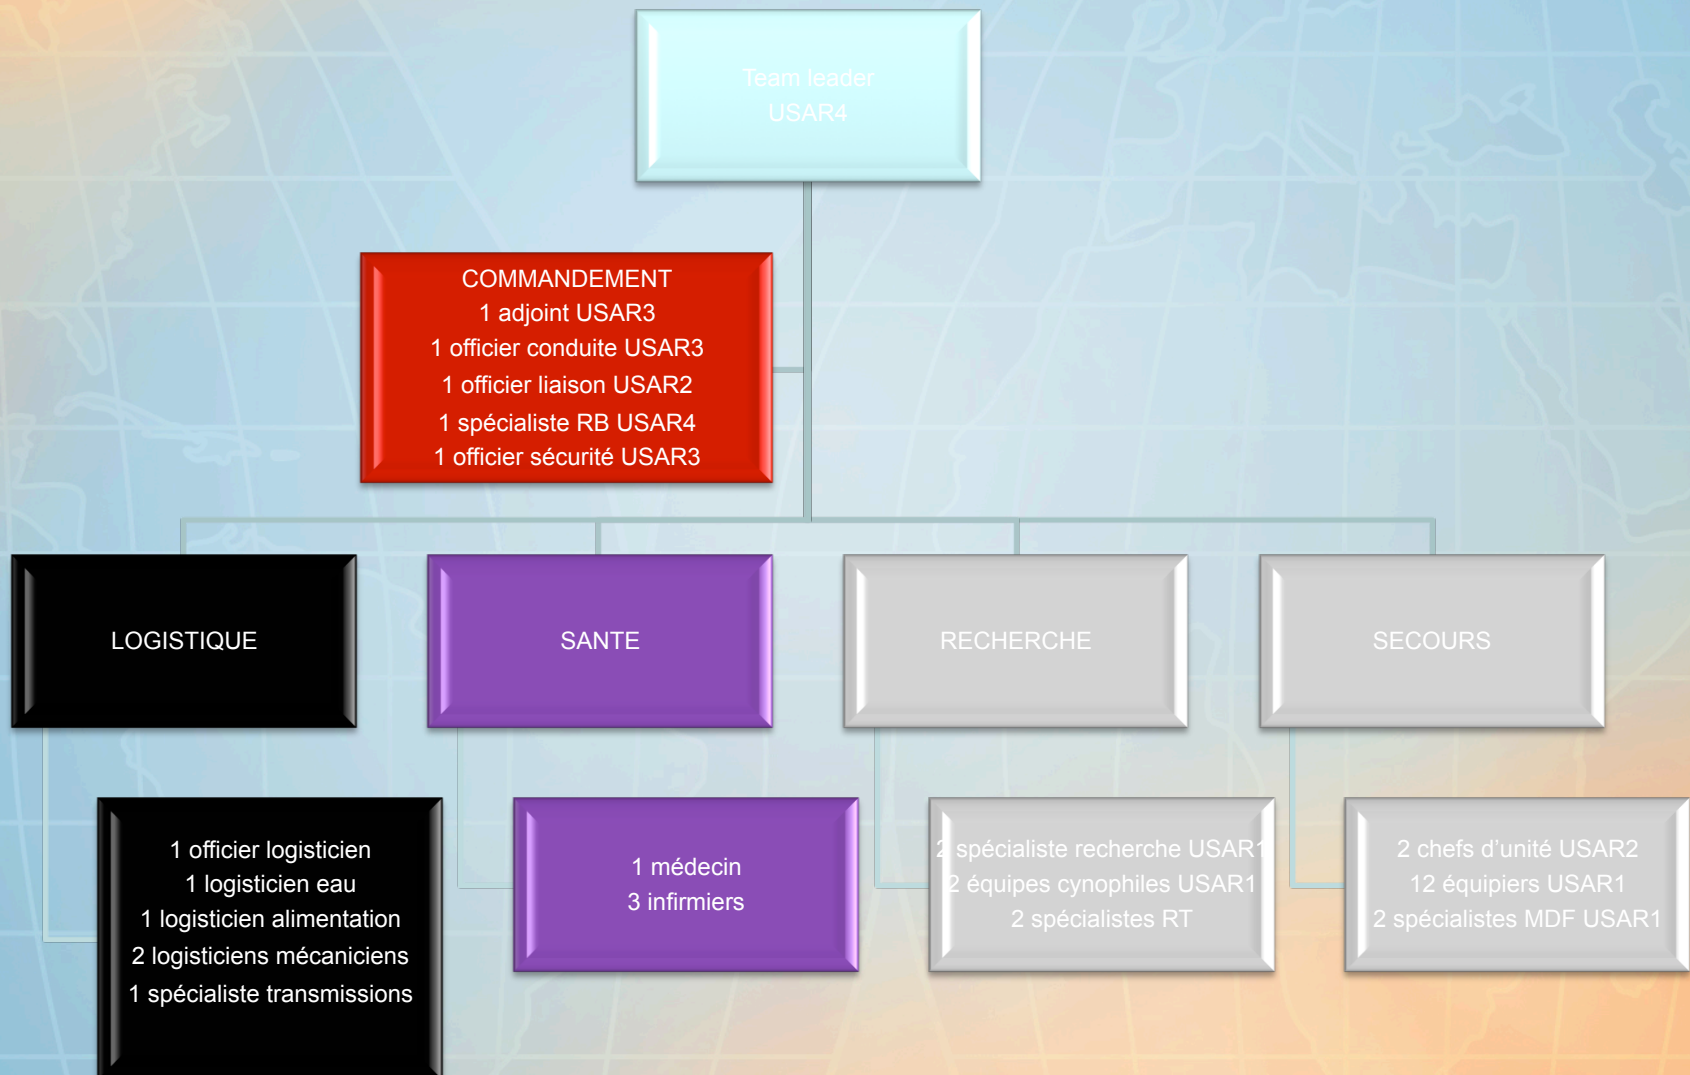 Team leader
USAR4
COMMANDEMENT
1 adjoint USAR3
1 officier conduite USAR3
1 officier liaison USAR2
1 spécialiste RB USAR4
1 officier sécurité USAR3
LOGISTIQUE
SANTE
RECHERCHE
SECOURS
1 officier logisticien
1 logisticien eau
1 logisticien alimentation
2 logisticiens mécaniciens
1 spécialiste transmissions
1 médecin
3 infirmiers
2 spécialiste recherche USAR1
2 équipes cynophiles USAR1
2 spécialistes RT
2 chefs d’unité USAR2
12 équipiers USAR1
2 spécialistes MDF USAR1